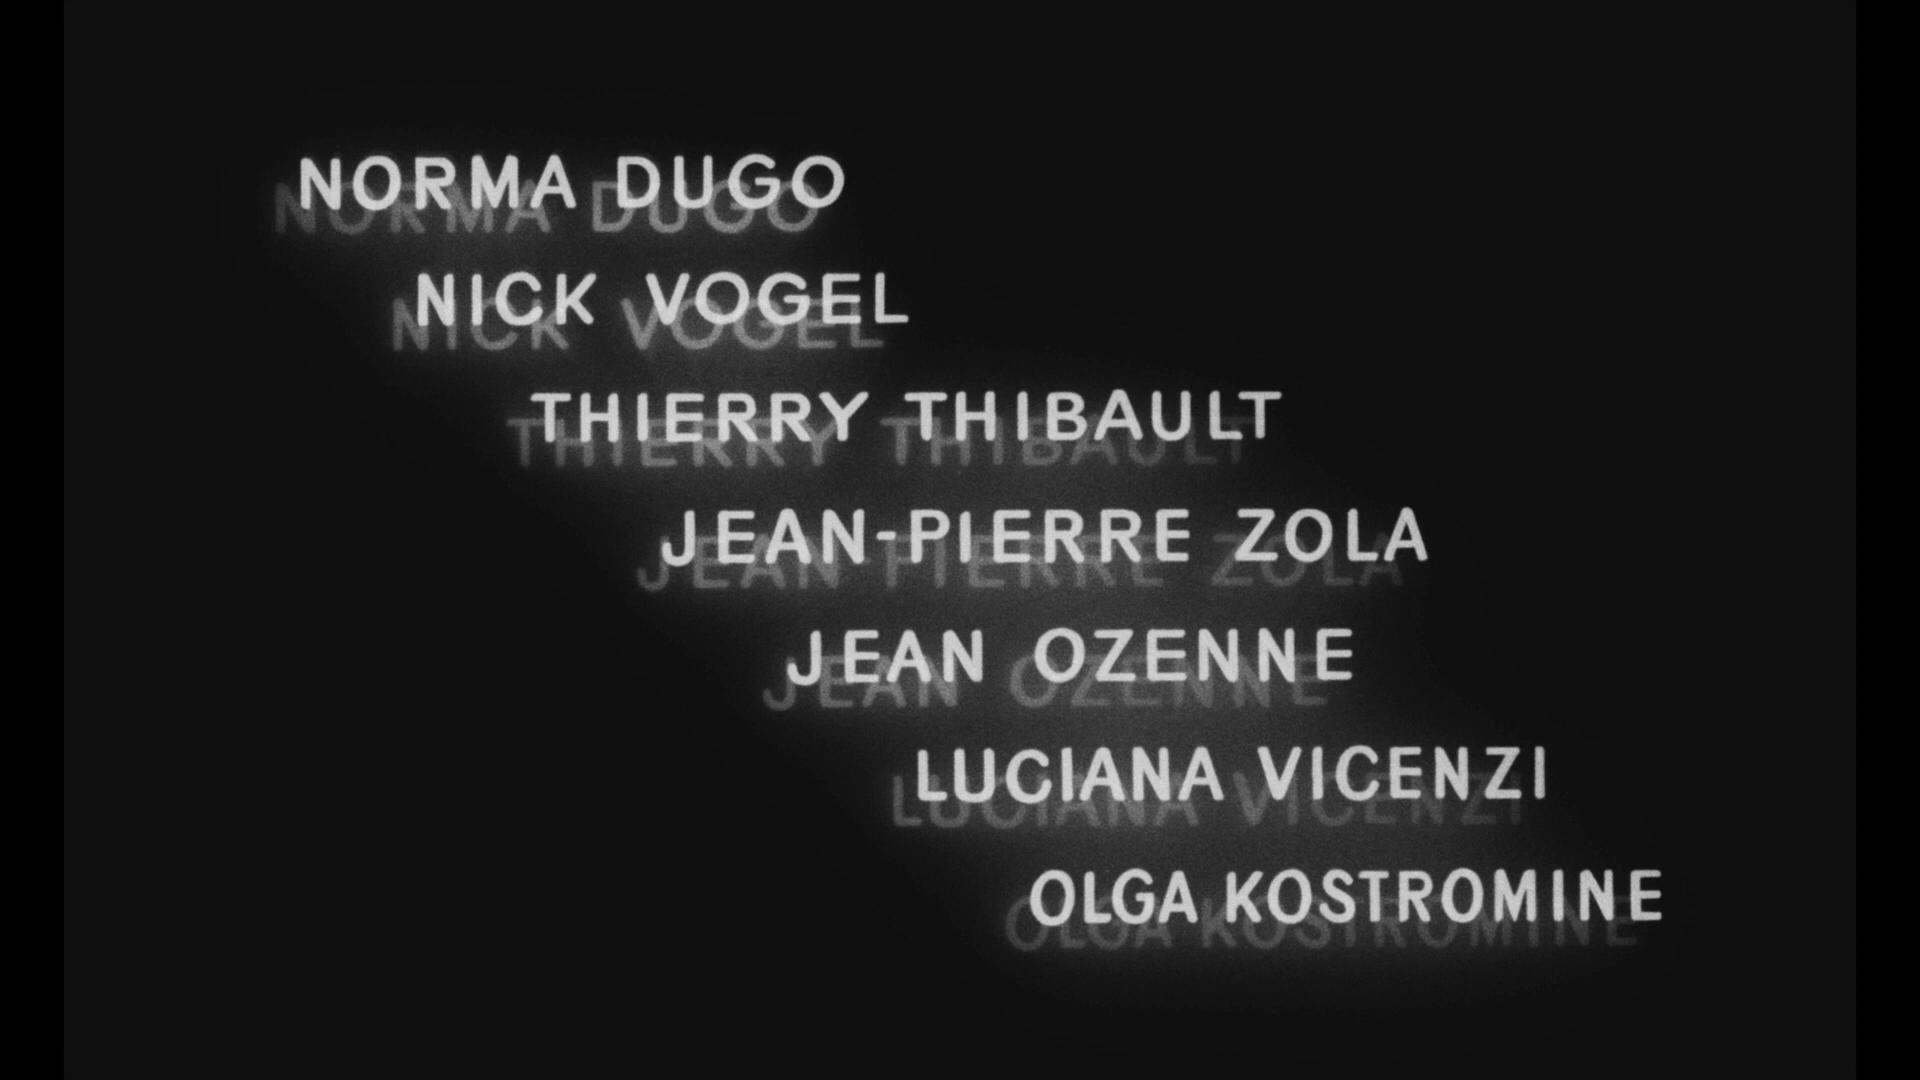 NORMA DUGO
NICK VOGEL
THIERRY THIBAULT
JEAN-PIERRE ZOLA
JEAN OZENNE
LUCIANA VICENZI
OLGA KOSTROMINE